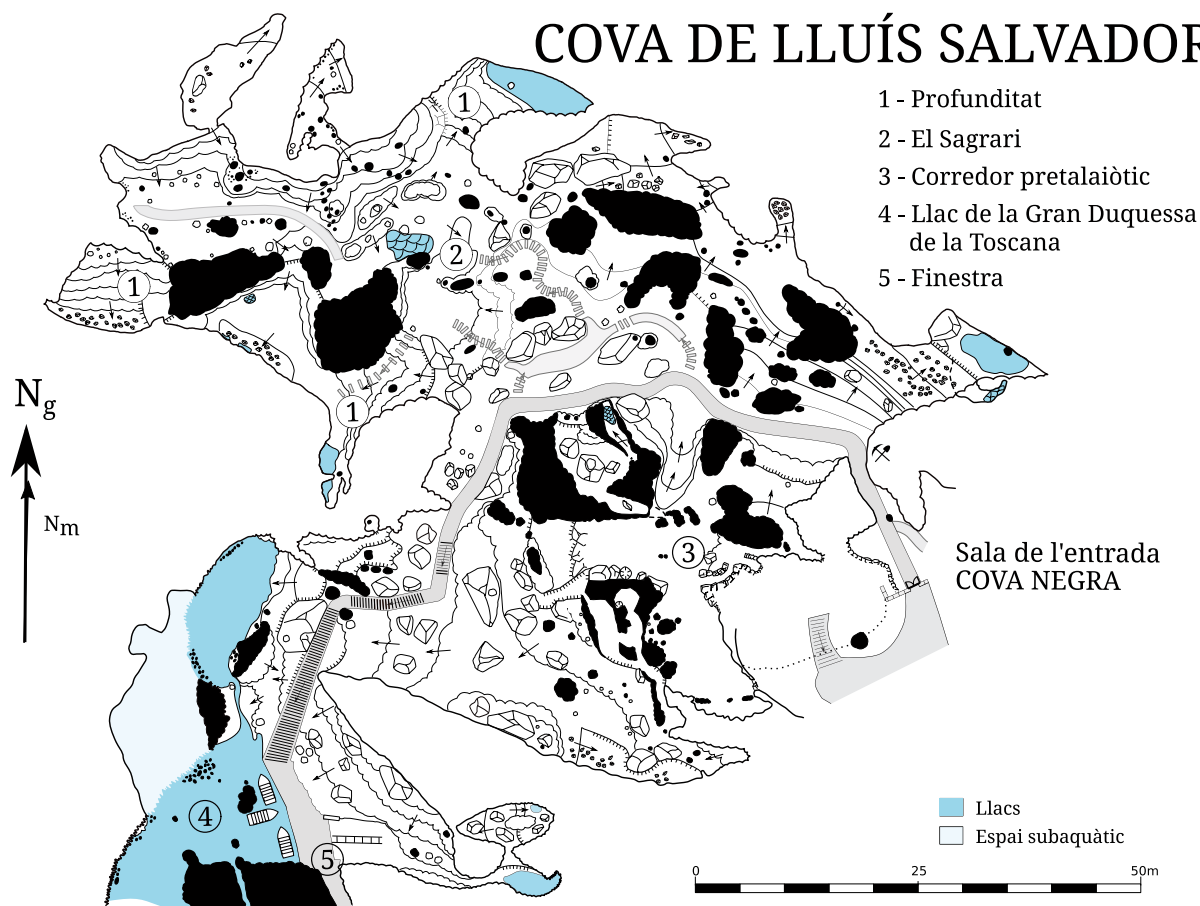 COVA DE LLUÍS SALVADOR
1 - Profunditat
2 - El Sagrari
3 - Corredor pretalaiòtic
4 - Llac de la Gran Duquessa
de la Toscana
5 - Finestra
1
1
2
1
3
4
5
Ng
Nm
Sala de l'entrada
COVA NEGRA
Llacs
Espai subaquàtic
0 25 50m